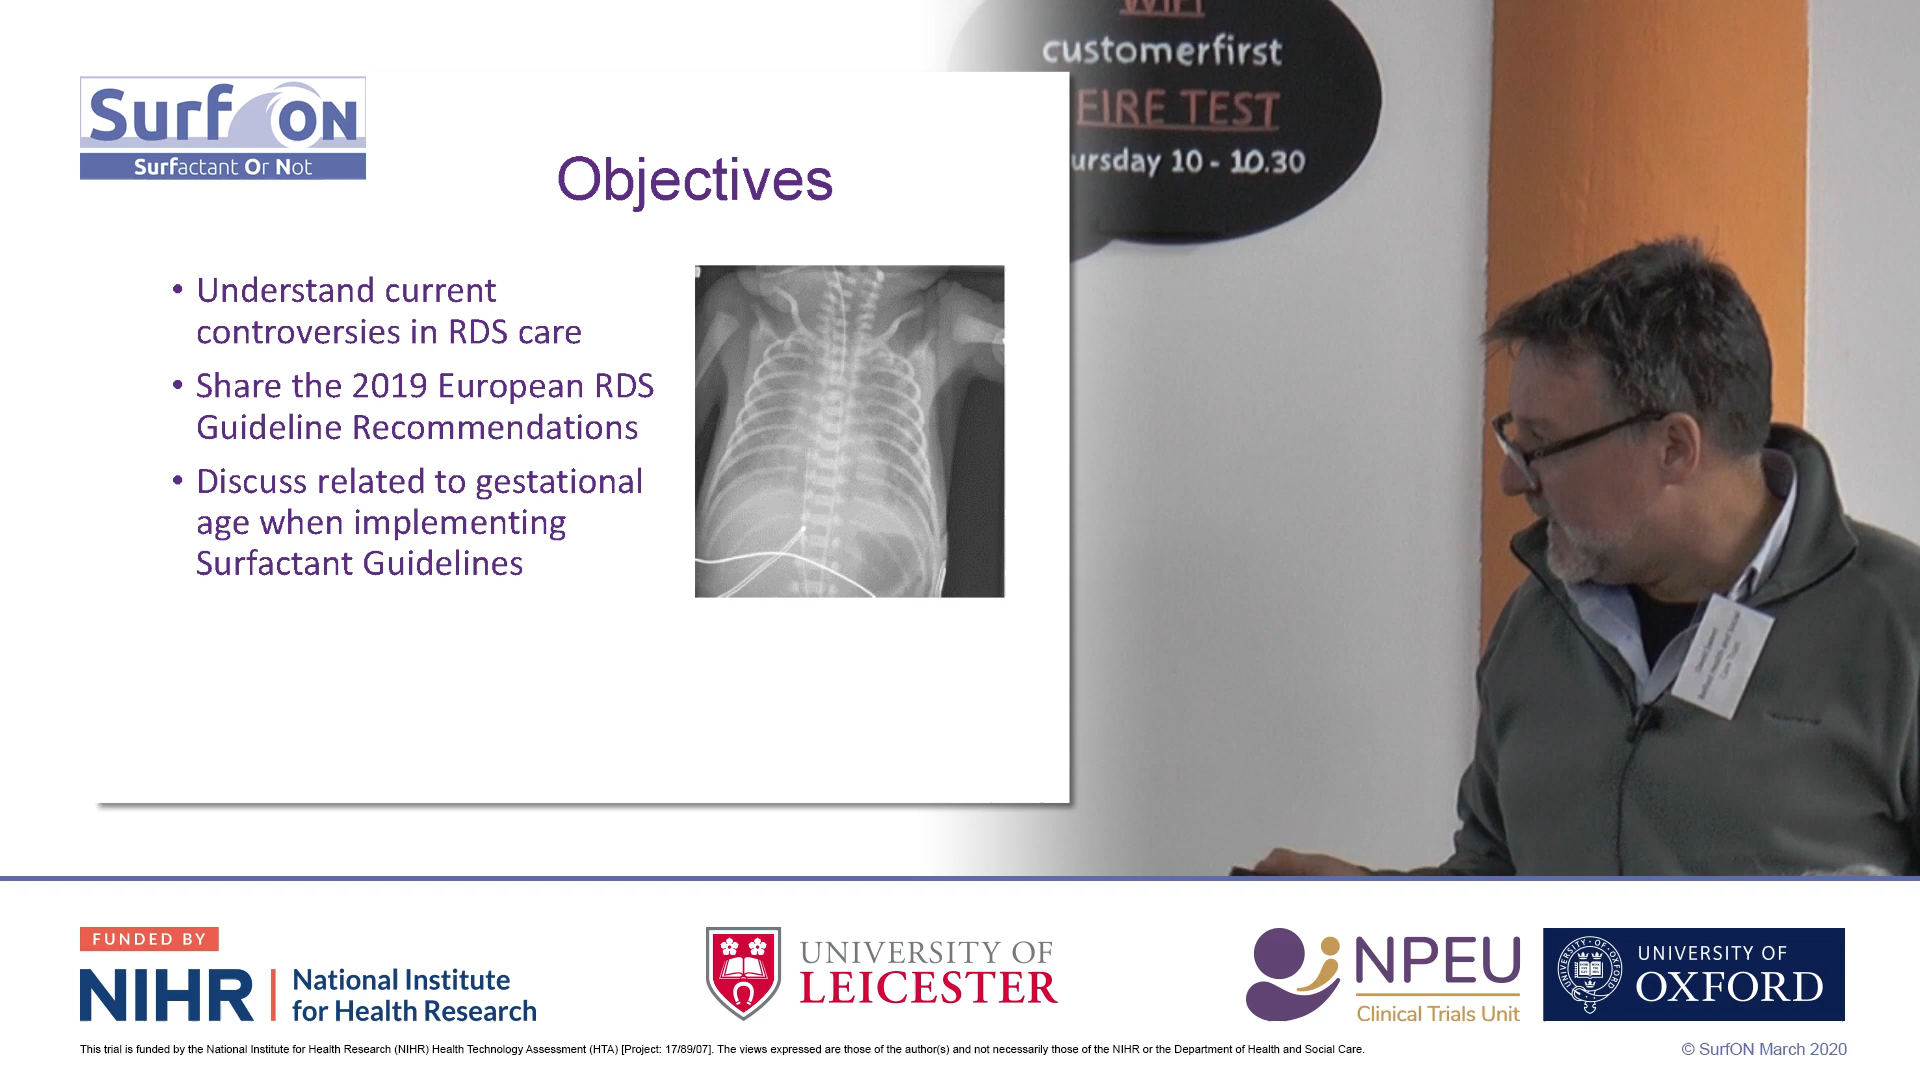 WIFI
customerfirst
FIRE TEST
ursday 10 - 10.30
Surf ON
Surfactant Or Not
Objectives
• Understand current
controversies in RDS care
• Share the 2019 European RDS
Guideline Recommendations
• Discuss related to gestational
age when implementing
Surfactant Guidelines
FUNDED BY
NIHR | National Institute
for Health Research
UNIVERSITY OF
LEICESTER
NPEU
Clinical Trials Unit
UNIVERSITY OF
OXFORD
This trial is funded by the National Institute for Health Research (NIHR) Health Technology Assessment (HTA) [Project: 17/89/07]. The views expressed are those of the author(s) and not necessarily those of the NIHR or the Department of Health and Social Care.
© SurfON March 2020